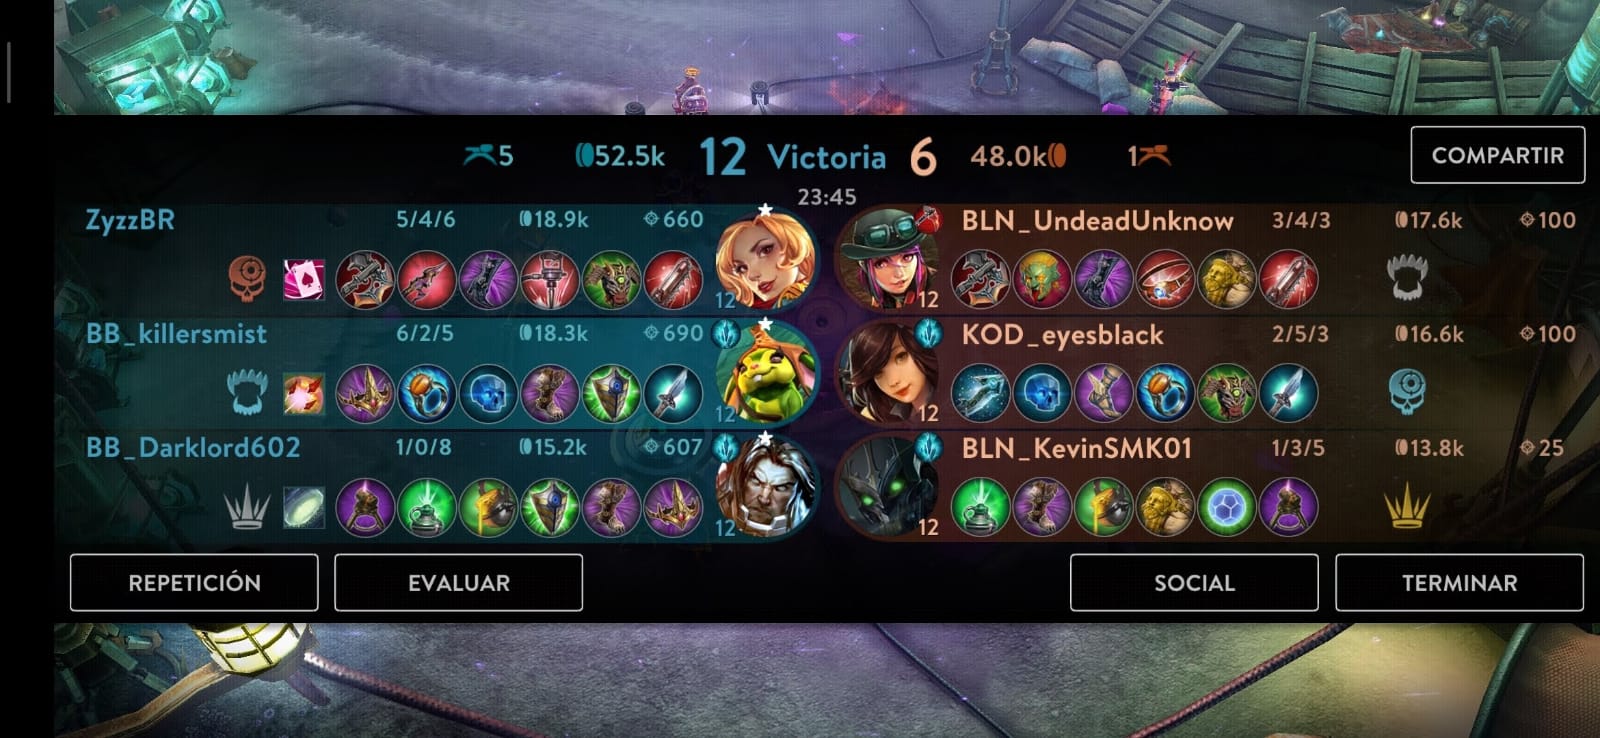 5 52.5k 12 Victoria 6 48.0k 1 COMPARTIR
23:45
ZyzzBR 5/4/6 18.9k 660 12
BLN_UndeadUnknow 3/4/3 17.6k 100 12
BB_killersmist 6/2/5 18.3k 690 12
KOD_eyesblack 2/5/3 16.6k 100 12
BB_Darklord602 1/0/8 15.2k 607 12
BLN_KevinSMK01 1/3/5 13.8k 25 12
REPETICIÓN EVALUAR SOCIAL TERMINAR